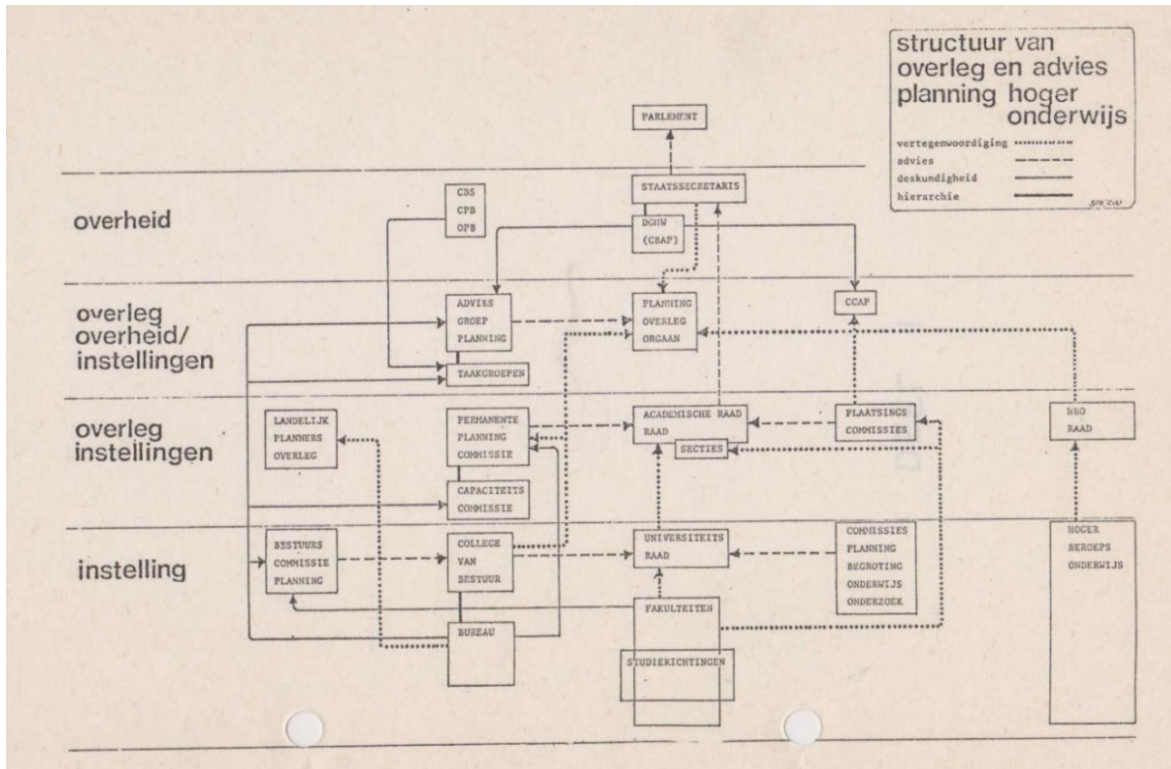 structuur van
overleg en advies
planning hoger
onderwijs
vertegenwoordiging
advies
deskundigheid
hierarchie
PARLEMENT
overheid
CBS
CPB
OPB
STAATSSECRETARIS
DGHW
(CBAP)
overleg
overheid/
instellingen
ADVIES
GROEP
PLANNING
TAAKGROEPEN
PLANNING
OVERLEG
ORGAAN
CCAP
overleg
instellingen
LANDELIJK
PLANNERS
OVERLEG
PERMANENTE
PLANNING
COMMISSIE
CAPACITEITS
COMMISSIE
ACADEMISCHE RAAD
RAAD
SECTIES
PLAATSINGS
COMMISSIES
HBO
RAAD
instelling
BESTUURS
COMMISSIE
PLANNING
COLLEGE
VAN
BESTUUR
BUREAU
UNIVERSITEITS
RAAD
FAKULTEITEN
STUDIERICHTINGEN
COMMISSIES
PLANNING
BEGROTING
ONDERWIJS
ONDERZOEK
HOGER
BEROEPS
ONDERWIJS